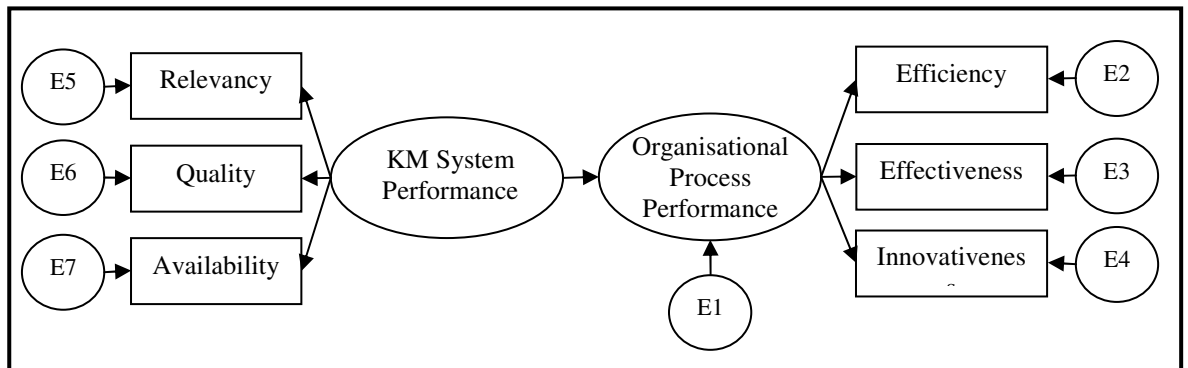 E5
Relevancy
E6
Quality
E7
Availability
KM System
Performance
Organisational
Process
Performance
E1
Efficiency
E2
Effectiveness
E3
Innovativenes
E4